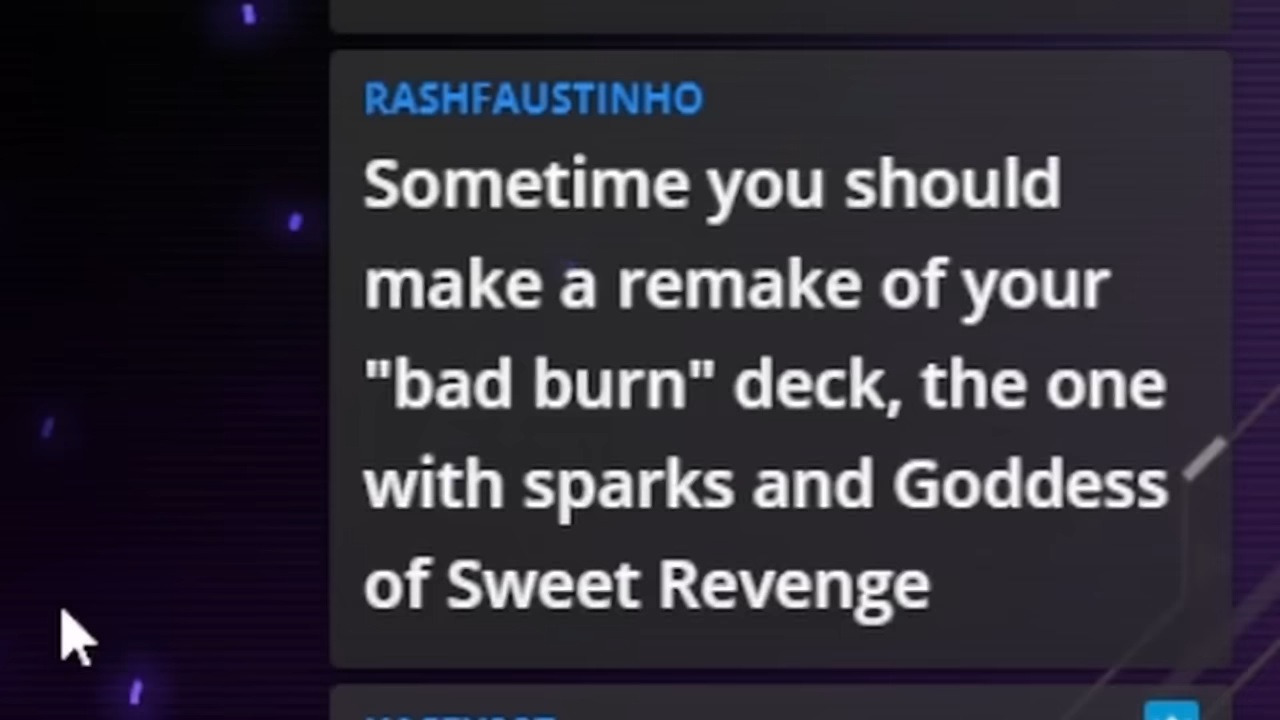 RASHFAUSTINHO
Sometime you should
make a remake of your
"bad burn" deck, the one
with sparks and Goddess
of Sweet Revenge